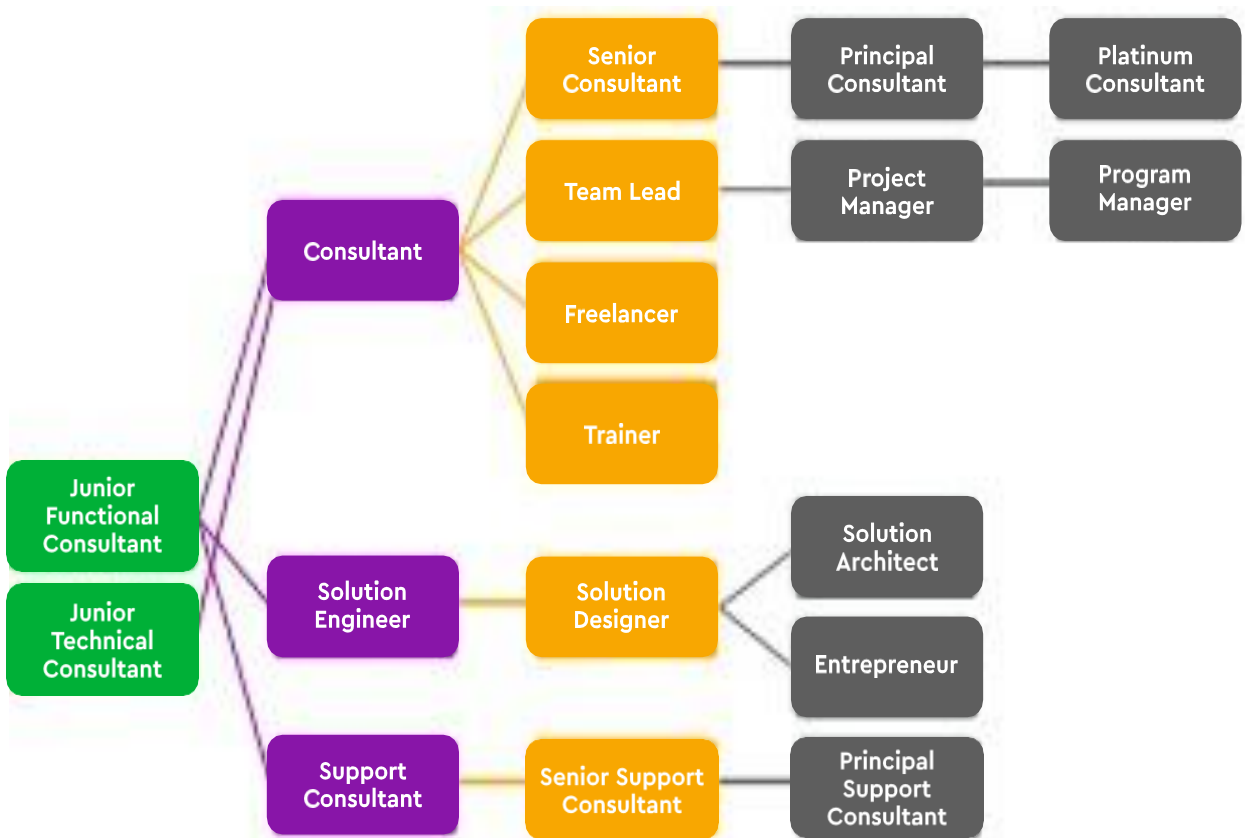 Senior
Consultant
Principal
Consultant
Platinum
Consultant
Team Lead
Project
Manager
Program
Manager
Consultant
Freelancer
Trainer
Junior
Functional
Consultant
Junior
Technical
Consultant
Solution
Engineer
Solution
Designer
Solution
Architect
Entrepreneur
Support
Consultant
Senior Support
Consultant
Principal
Support
Consultant